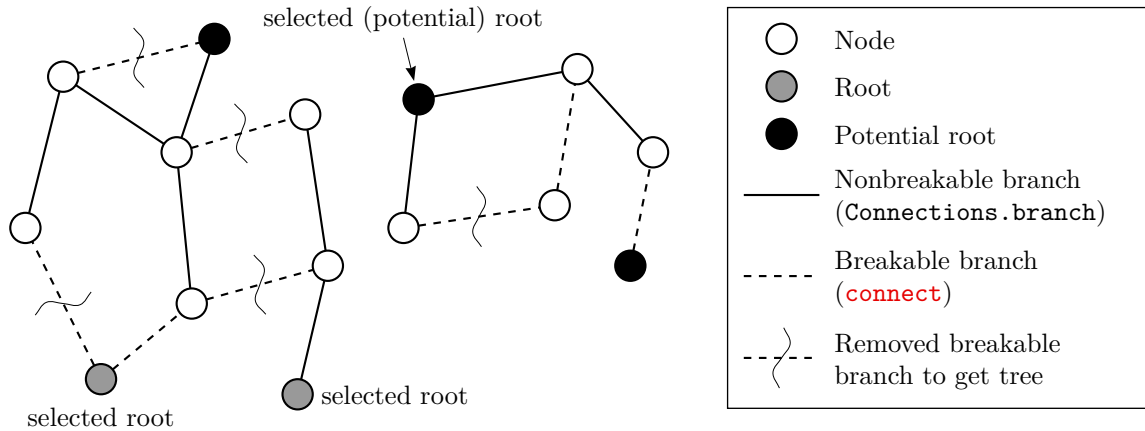 selected (potential) root
selected root
selected root
Node
Root
Potential root
Nonbreakable branch
(Connections.branch)
Breakable branch
(connect)
Removed breakable
branch to get tree